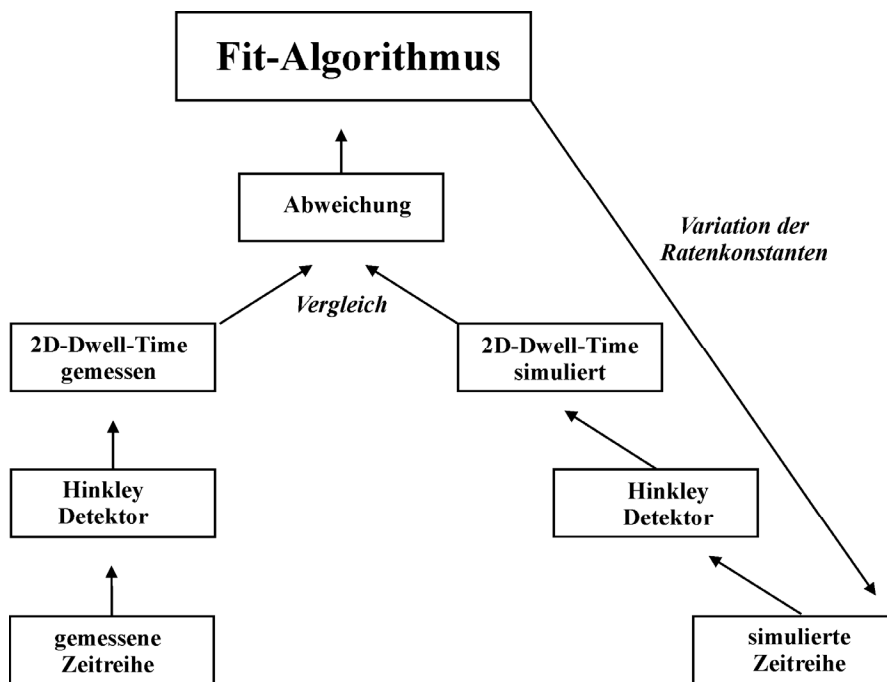 Fit-Algorithmus
Abweichung
Variation der
Ratenkonstanten
Vergleich
2D-Dwell-Time
gemessen
2D-Dwell-Time
simuliert
Hinkley
Detektor
Hinkley
Detektor
gemessene
Zeitreihe
simulierte
Zeitreihe